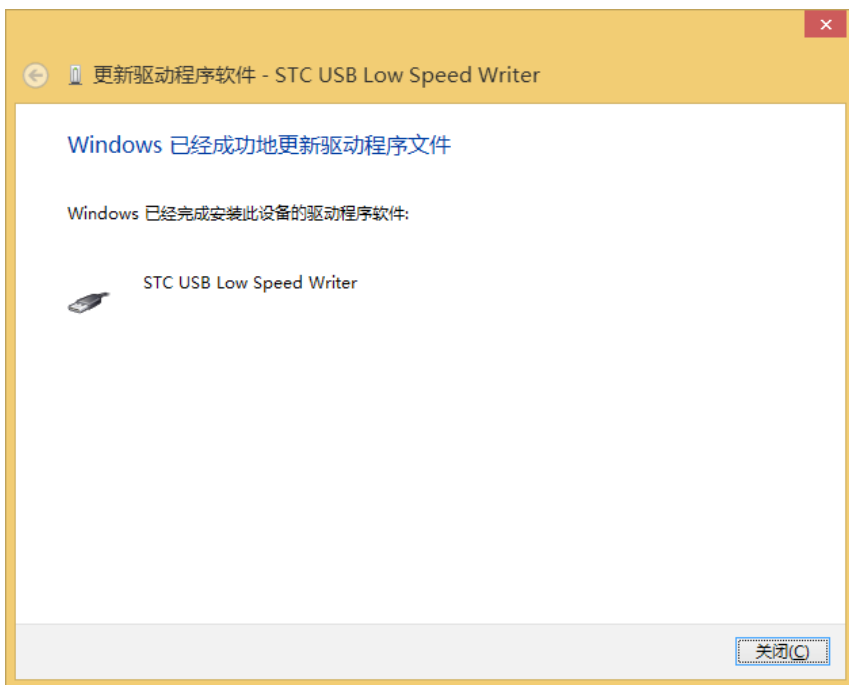 更新驱动程序软件 - STC USB Low Speed Writer
Windows 已经成功地更新驱动程序文件
Windows 已经完成安装此设备的驱动程序软件:
STC USB Low Speed Writer
关闭(C)